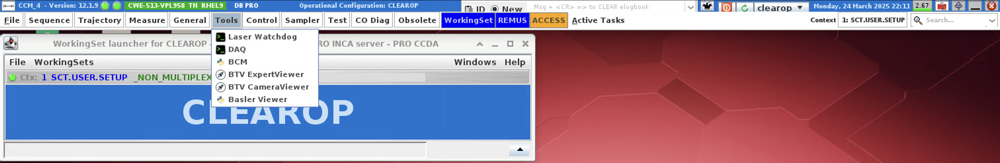 CCM_4 - Version: 12.1.9 CWE-513-VPL958 TN RHEL9 DB PRO Operational Configuration: CLEAROP ID New Msg + <CR> => to CLEAR elogbook clearop Monday, 24 March 2025 22:11 2.67
File Sequence Trajectory Measure General Tools Control Sampler Test CO Diag Obsolete WorkingSet REMUS ACCESS Active Tasks Context 1: SCT.USER.SETUP Search...
Laser Watchdog
DAQ
BCM
BTV ExpertViewer
BTV CameraViewer
Basler Viewer
WorkingSet launcher for CLEAROP - RO INCA server - PRO CCDA
File WorkingSets Windows Help
Ctx: 1 SCT.USER.SETUP _NON_MULTIPLEX
CLEAROP